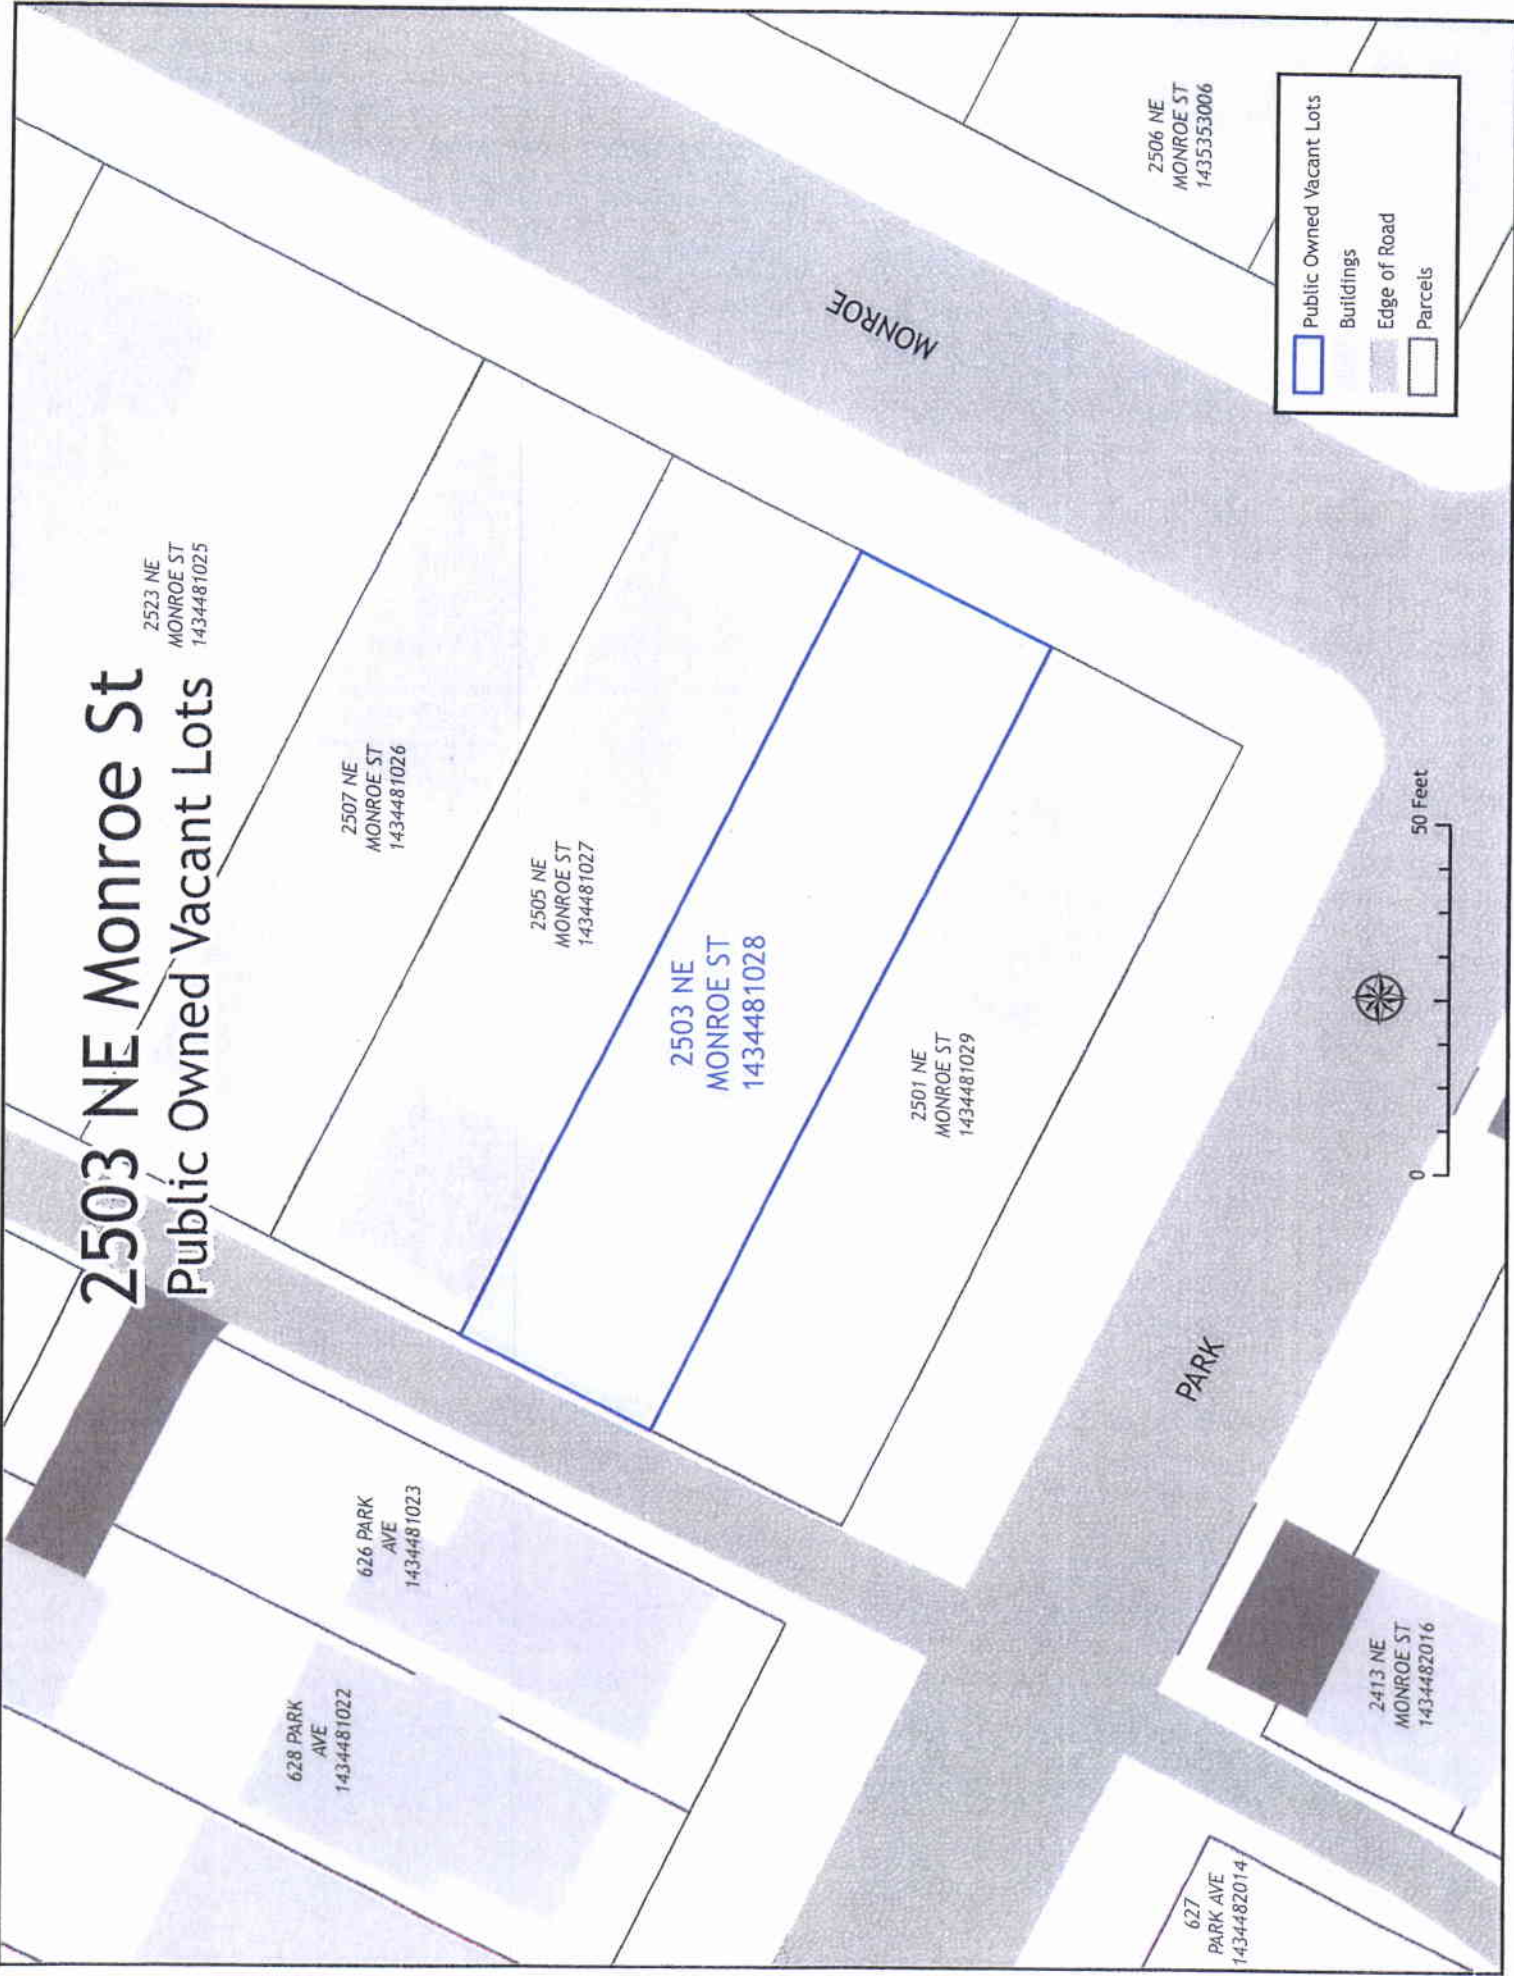 2503 NE Monroe St
Public Owned Vacant Lots
2523 NE
MONROE ST
1434481025
2507 NE
MONROE ST
1434481026
2505 NE
MONROE ST
1434481027
2503 NE
MONROE ST
1434481028
2501 NE
MONROE ST
1434481029
626 PARK
AVE
1434481023
628 PARK
AVE
1434481022
MONROE
2506 NE
MONROE ST
1435353006
PARK
2413 NE
MONROE ST
1434482016
627
PARK AVE
1434482014
0
50 Feet
Public Owned Vacant Lots
Buildings
Edge of Road
Parcels